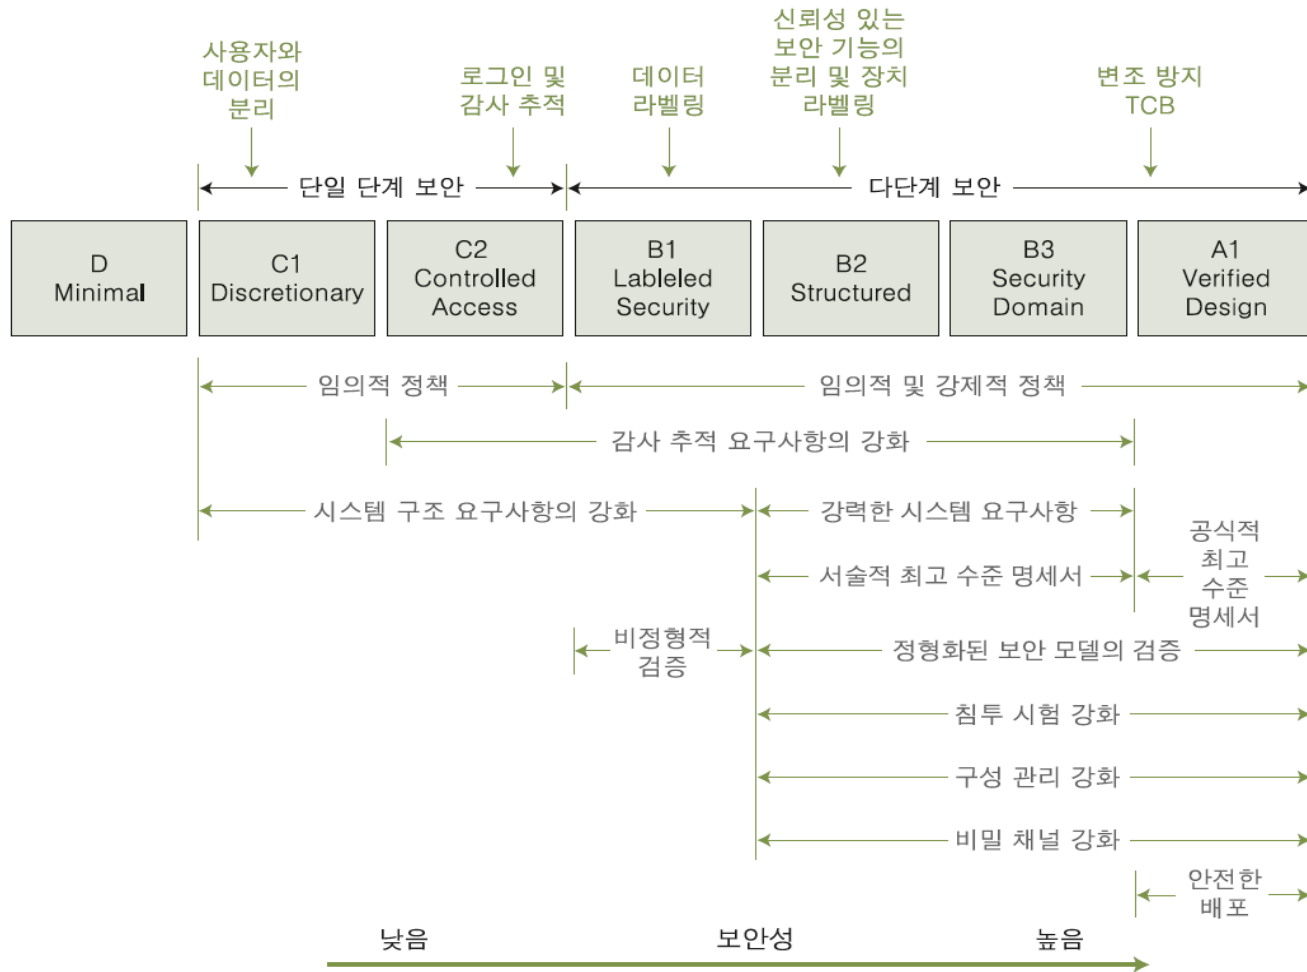 사용자와
데이터의
분리
로그인 및
감사 추적
데이터
라벨링
신뢰성 있는
보안 기능의
분리 및 장치
라벨링
변조 방지
TCB
단일 단계 보안
다단계 보안
D
Minimal
C1
Discretionary
C2
Controlled
Access
B1
Lableled
Security
B2
Structured
B3
Security
Domain
A1
Verified
Design
임의적 정책
임의적 및 강제적 정책
감사 추적 요구사항의 강화
시스템 구조 요구사항의 강화
강력한 시스템 요구사항
서술적 최고 수준 명세서
공식적
최고
수준
명세서
비정형적
검증
정형화된 보안 모델의 검증
침투 시험 강화
구성 관리 강화
비밀 채널 강화
안전한
배포
낮음
보안성
높음